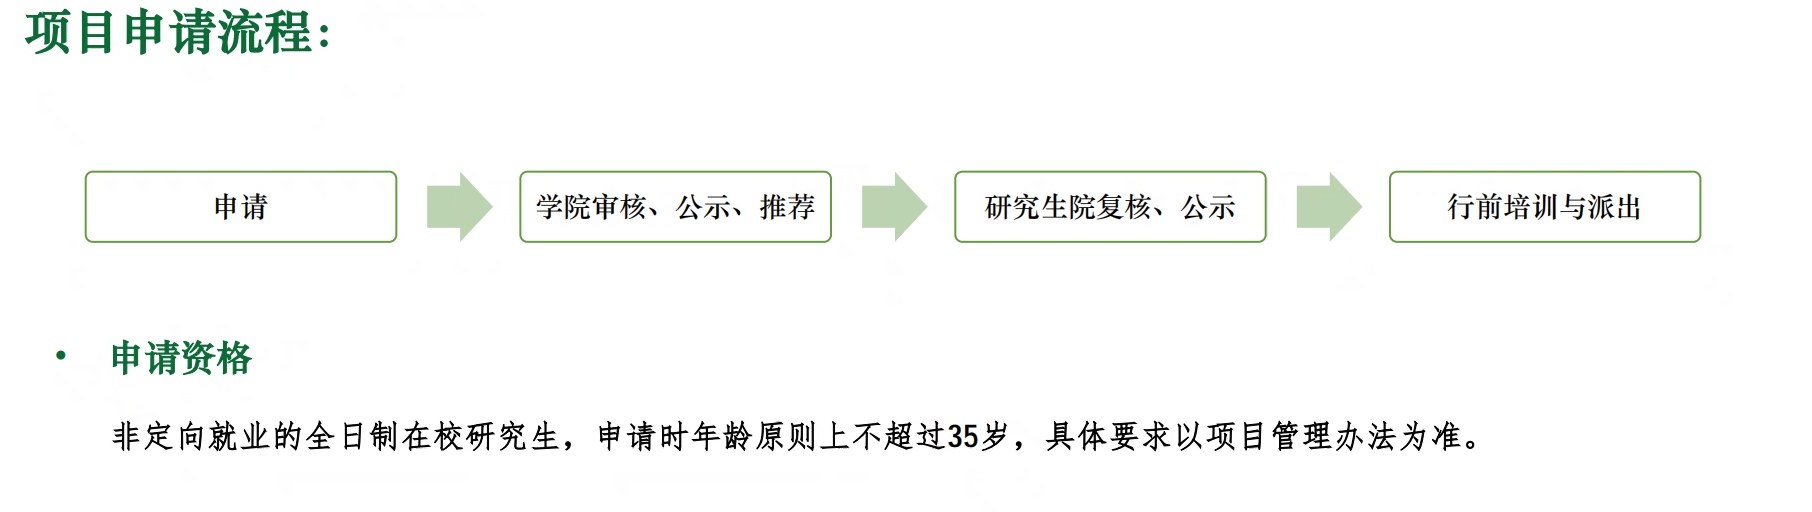 项目申请流程：
申请
学院审核、公示、推荐
研究生院复核、公示
行前培训与派出
• 申请资格
非定向就业的全日制在校研究生，申请时年龄原则上不超过35岁，具体要求以项目管理办法为准。